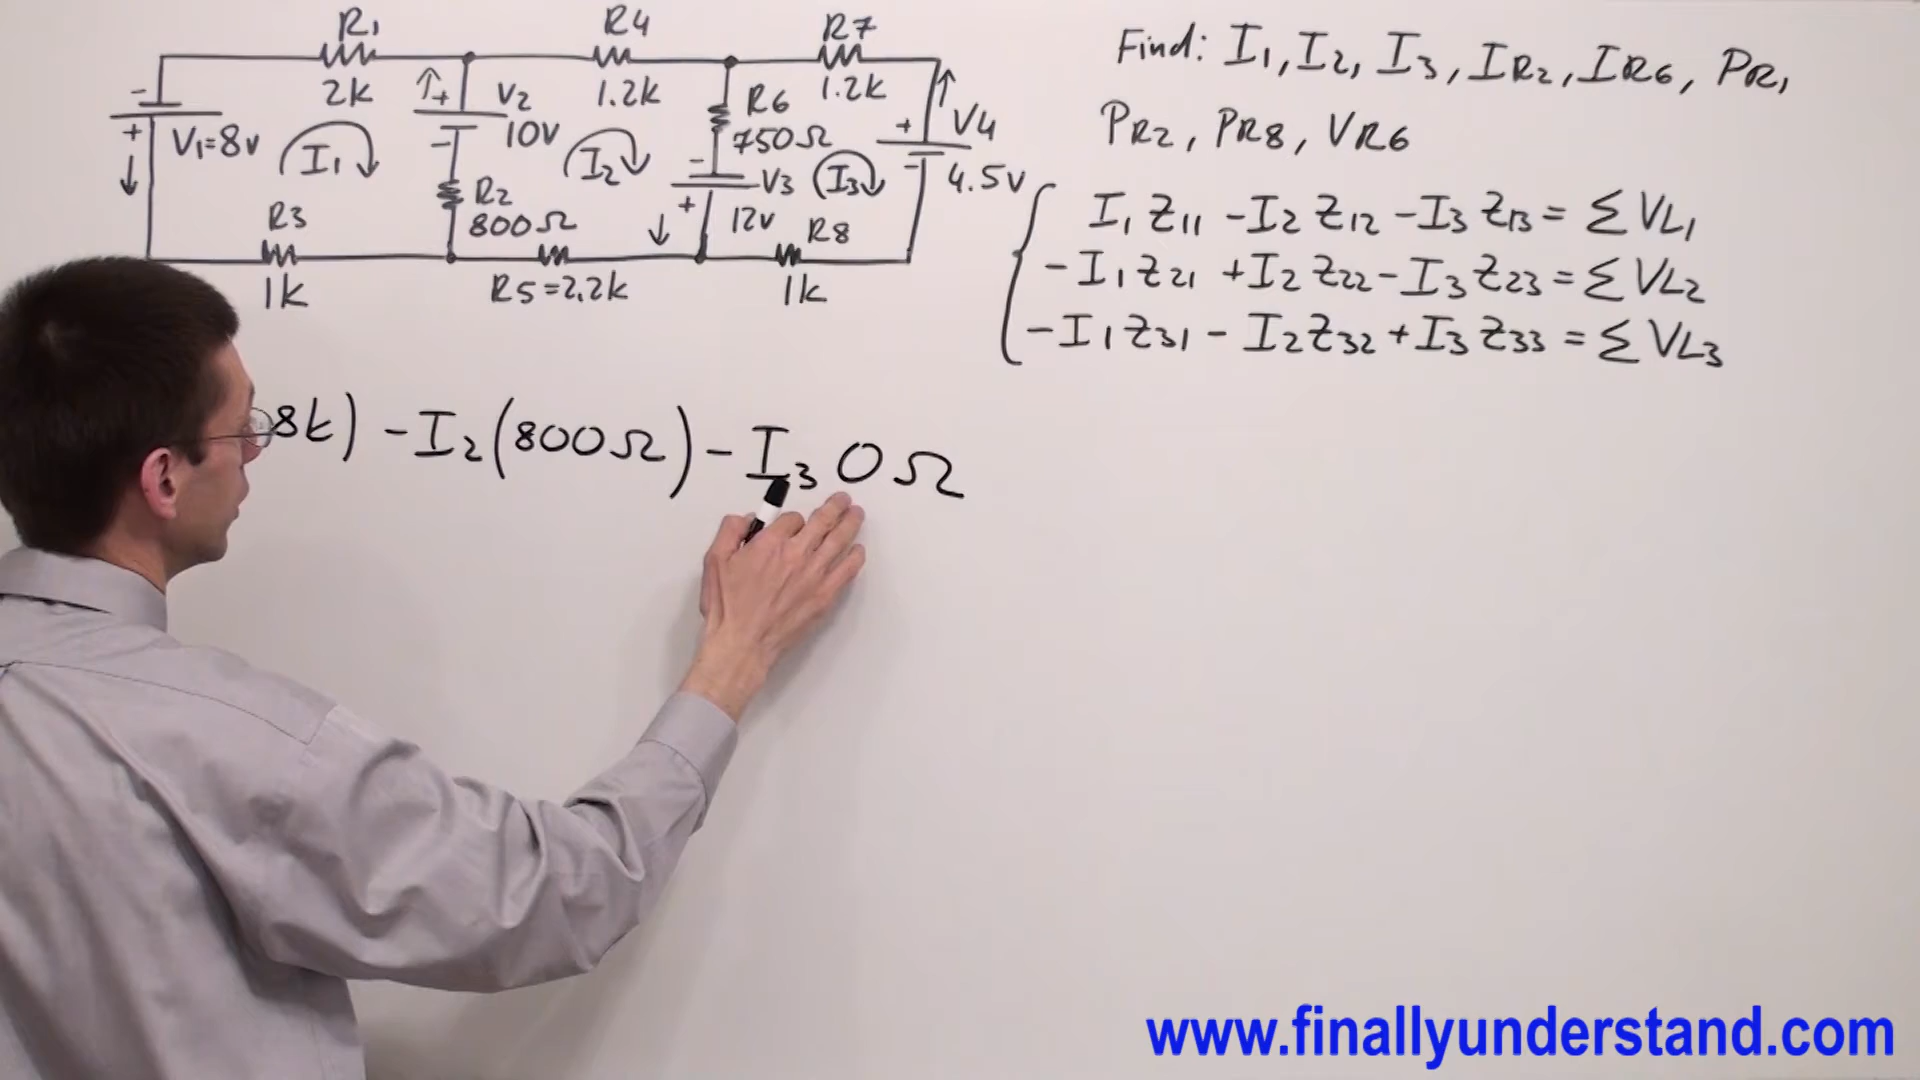 R1 R4 R7
- 2k + V2 1.2k R6 1.2k + V4
+ V1=8v I1 - 10v I2 750Ω - I3 - 4.5v
R3 R2 800Ω + V3 12v R8
1k R5=2.2k 1k
Find: I1, I2, I3, IR2, IR6, PR1,
PR2, PR8, VR6
I1 Z11 -I2 Z12 -I3 Z13 = Σ VL1
-I1 Z21 +I2 Z22 -I3 Z23 = Σ VL2
-I1 Z31 - I2 Z32 +I3 Z33 = Σ VL3
8k) -I2(800Ω) -I3 0Ω
www.finallyunderstand.com